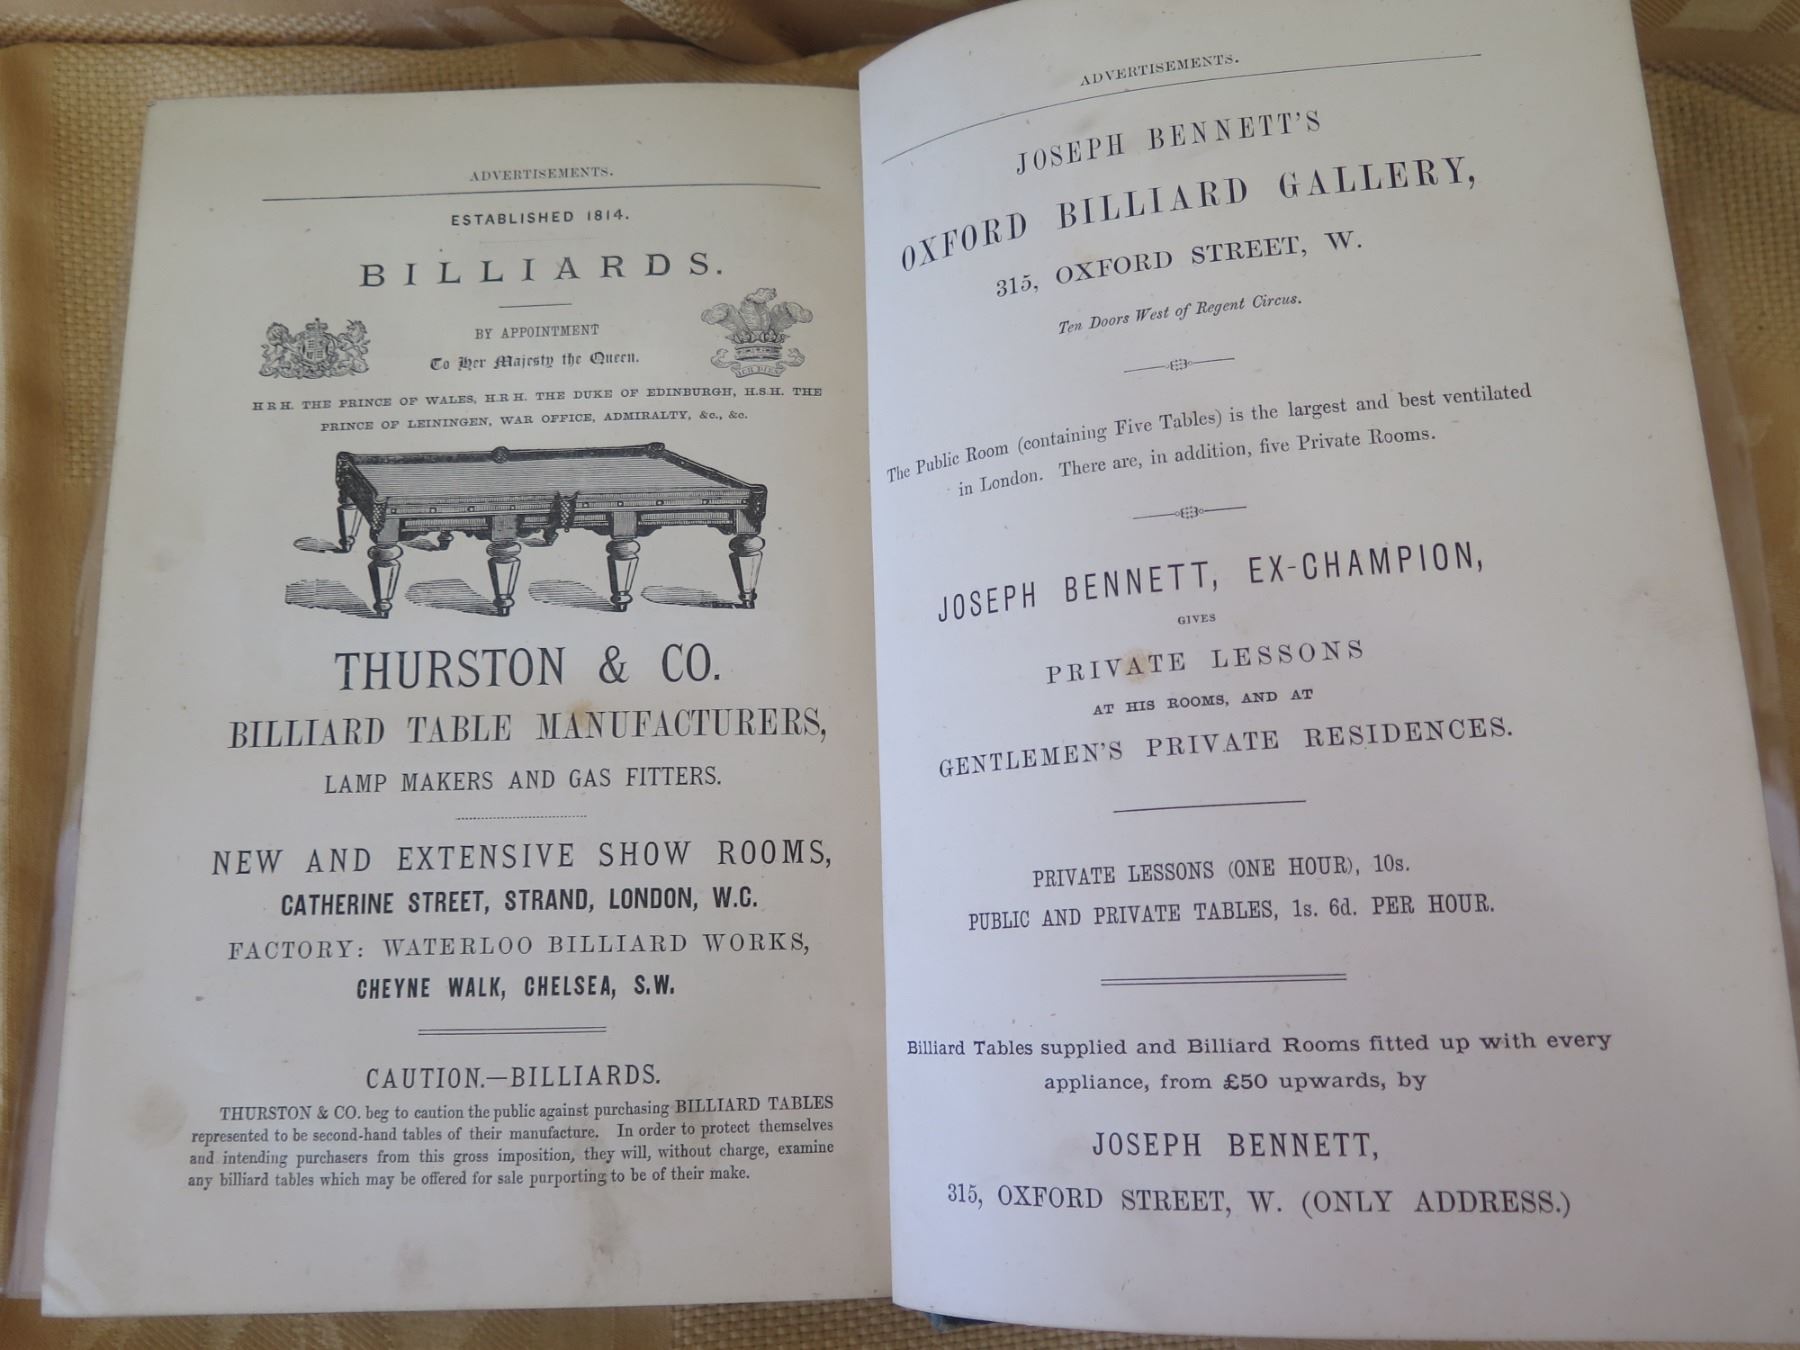 ADVERTISEMENTS.
ESTABLISHED 1814.
BILLIARDS.
BY APPOINTMENT
To Her Majesty the Queen.
H R H. THE PRINCE OF WALES, H.R H. THE DUKE OF EDINBURGH, H.S.H. THE
PRINCE OF LEININGEN, WAR OFFICE, ADMIRALTY, &c., &c.
THURSTON & CO.
BILLIARD TABLE MANUFACTURERS,
LAMP MAKERS AND GAS FITTERS.
NEW AND EXTENSIVE SHOW ROOMS,
CATHERINE STREET, STRAND, LONDON, W.C.
FACTORY: WATERLOO BILLIARD WORKS,
CHEYNE WALK, CHELSEA, S.W.
CAUTION.—BILLIARDS.
THURSTON & CO. beg to caution the public against purchasing BILLIARD TABLES
represented to be second-hand tables of their manufacture. In order to protect themselves
and intending purchasers from this gross imposition, they will, without charge, examine
any billiard tables which may be offered for sale purporting to be of their make.
ADVERTISEMENTS.
JOSEPH BENNETT'S
OXFORD BILLIARD GALLERY,
315, OXFORD STREET, W.
Ten Doors West of Regent Circus.
The Public Room (containing Five Tables) is the largest and best ventilated
in London. There are, in addition, five Private Rooms.
JOSEPH BENNETT, EX-CHAMPION,
GIVES
PRIVATE LESSONS
AT HIS ROOMS, AND AT
GENTLEMEN'S PRIVATE RESIDENCES.
PRIVATE LESSONS (ONE HOUR), 10s.
PUBLIC AND PRIVATE TABLES, 1s. 6d. PER HOUR.
Billiard Tables supplied and Billiard Rooms fitted up with every
appliance, from £50 upwards, by
JOSEPH BENNETT,
315, OXFORD STREET, W. (ONLY ADDRESS.)